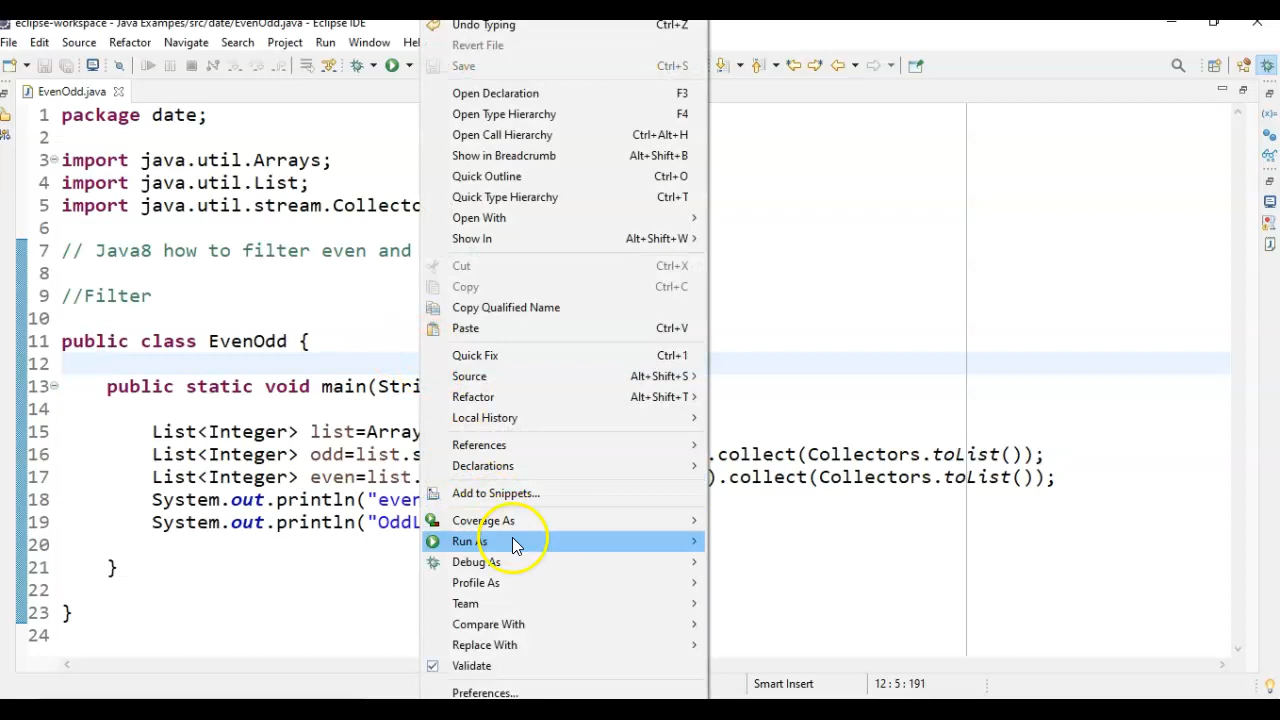 eclipse-workspace - Java Exampes/src/date/EvenOdd.java - Eclipse IDE
File Edit Source Refactor Navigate Search Project Run Window
EvenOdd.java
1 package date;
2
3 import java.util.Arrays;
4 import java.util.List;
5 import java.util.stream.Collecto
6
7 // Java8 how to filter even and
8
9 //Filter
10
11 public class EvenOdd {
12
13 public static void main(Stri
14
15 List<Integer> list=Array
16 List<Integer> odd=list.s .collect(Collectors.toList());
17 List<Integer> even=list. ).collect(Collectors.toList());
18 System.out.println("ever
19 System.out.println("OddL
20
21 }
22
23 }
24
Undo Typing Ctrl+Z
Revert File
Save Ctrl+S
Open Declaration F3
Open Type Hierarchy F4
Open Call Hierarchy Ctrl+Alt+H
Show in Breadcrumb Alt+Shift+B
Quick Outline Ctrl+O
Quick Type Hierarchy Ctrl+T
Open With
Show In Alt+Shift+W
Cut Ctrl+X
Copy Ctrl+C
Copy Qualified Name
Paste Ctrl+V
Quick Fix Ctrl+1
Source Alt+Shift+S
Refactor Alt+Shift+T
Local History
References
Declarations
Add to Snippets...
Coverage As
Run As
Debug As
Profile As
Team
Compare With
Replace With
Validate
Preferences...
Smart Insert 12 : 5 : 191